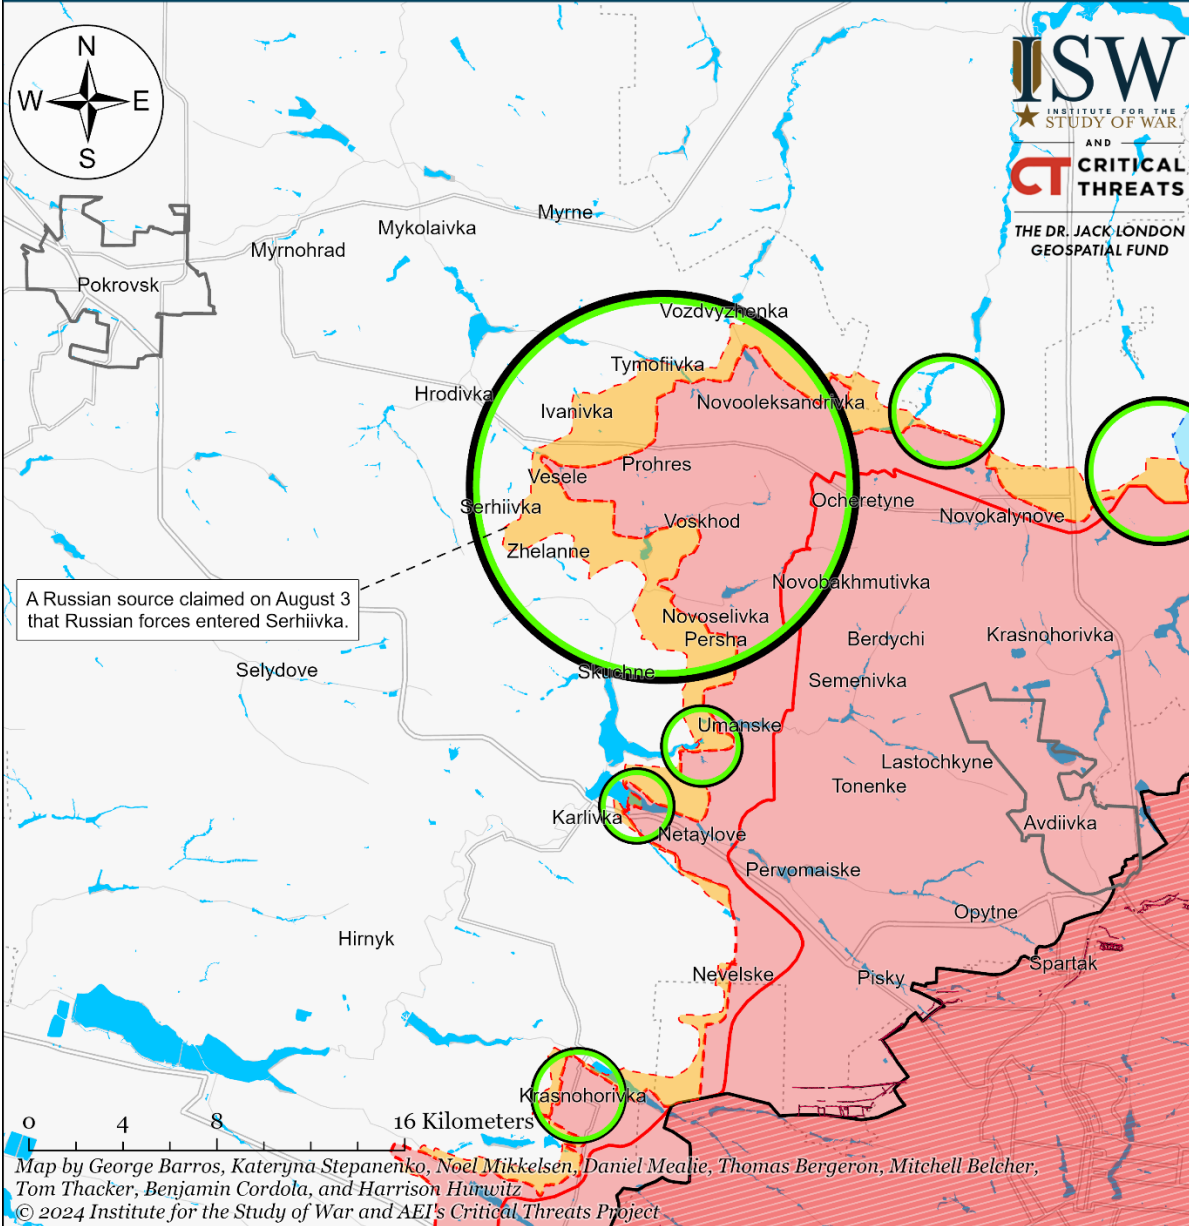 N
W E
S
ISW
INSTITUTE FOR THE
STUDY OF WAR
AND
CT CRITICAL
THREATS
THE DR. JACK LONDON
GEOSPATIAL FUND
Myrne
Mykolaivka
Myrnohrad
Pokrovsk
Vozdvyzhenka
Tymofiivka
Hrodivka
Novooleksandrivka
Ivanivka
Prohres
Vesele
Ocheretyne
Serhiivka
Novokalynove
Voskhod
Zhelanne
Novobakhmutivka
A Russian source claimed on August 3
that Russian forces entered Serhiivka.
Novoselivka
Persha
Berdychi
Krasnohorivka
Selydove
Skuchne
Semenivka
Umanske
Lastochkyne
Tonenke
Karlivka
Avdiivka
Netaylove
Pervomaiske
Opytne
Hirnyk
Spartak
Nevelske
Pisky
Krasnohorivka
0 4 8 16 Kilometers
Map by George Barros, Kateryna Stepanenko, Noel Mikkelsen, Daniel Mealie, Thomas Bergeron, Mitchell Belcher,
Tom Thacker, Benjamin Cordola, and Harrison Hurwitz
© 2024 Institute for the Study of War and AEI's Critical Threats Project